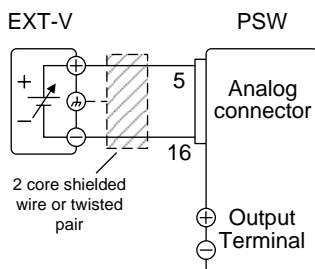 EXT-V
PSW
5
Analog
connector
16
2 core shielded
wire or twisted
pair
Output
Terminal